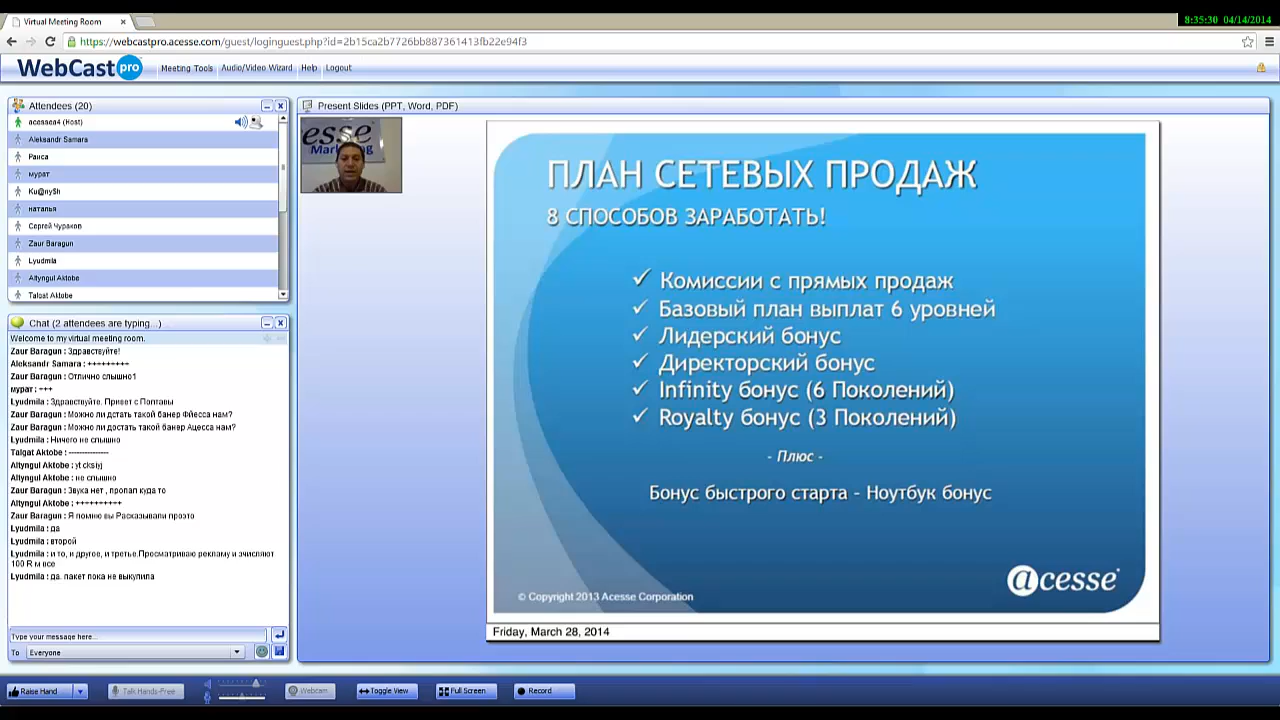 Virtual Meeting Room
8:35:30 04/14/2014
https://webcastpro.acesse.com/guest/loginguest.php?id=2b15ca2b7726bb887361413fb22e94f3
WebCast pro
Meeting Tools Audio/Video Wizard Help Logout
Attendees (20)
acessea4 (Host)
Aleksandr Samara
Раиса
мурат
Ku@ny$h
наталья
Сергей Чураков
Zaur Baragun
Lyudmila
Altyngul Aktobe
Talgat Aktobe
Chat (2 attendees are typing...)
Welcome to my virtual meeting room.
Zaur Baragun : Здравствуйте!
Aleksandr Samara : +++++++++
Zaur Baragun : Отлично слышно1
мурат : +++
Lyudmila : Здравствуйте. Привет с Полтавы
Zaur Baragun : Можно ли дстать такой банер Фйесса нам?
Zaur Baragun : Можно ли достать такой банер Ацесса нам?
Lyudmila : Ничего не слышно
Talgat Aktobe : ---------------
Altyngul Aktobe : yt cksiyj
Altyngul Aktobe : не слышно
Zaur Baragun : Звука нет , пропал куда то
Altyngul Aktobe : ++++++++++
Zaur Baragun : Я помню вы Расказывали проэто
Lyudmila : да
Lyudmila : второй
Lyudmila : и то, и другое, и третье.Просматриваю рекламу и зчисляют
100 R м все
Lyudmila : да. пакет пока не выкупила
Type your message here...
To Everyone
Present Slides (PPT, Word, PDF)
esse
Marketing
ПЛАН СЕТЕВЫХ ПРОДАЖ
8 СПОСОБОВ ЗАРАБОТАТЬ!
Комиссии с прямых продаж
Базовый план выплат 6 уровней
Лидерский бонус
Директорский бонус
Infinity бонус (6 Поколений)
Royalty бонус (3 Поколений)
- Плюс -
Бонус быстрого старта - Ноутбук бонус
@cesse
© Copyright 2013 Acesse Corporation
Friday, March 28, 2014
Raise Hand Talk Hands-Free Webcam Toggle View Full Screen Record